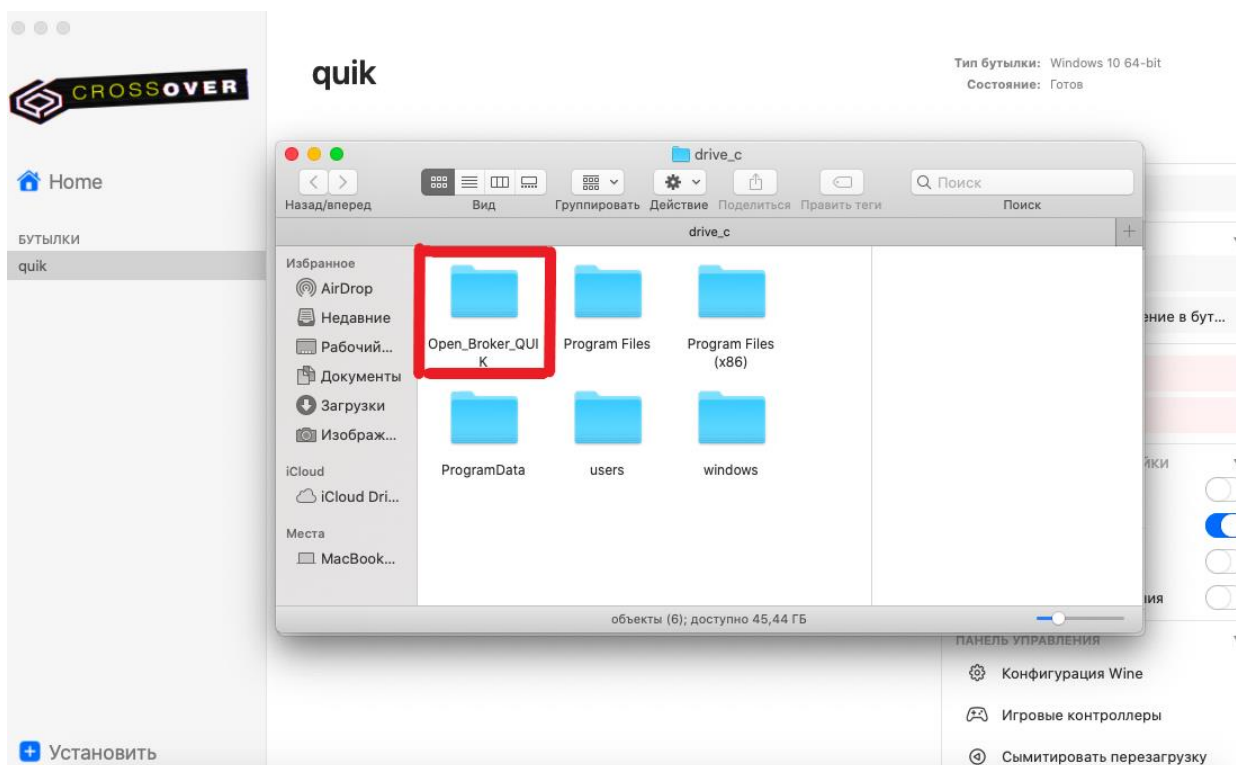 CROSSOVER
quik
Тип бутылки: Windows 10 64-bit
Состояние: Готов
Home
БУТЫЛКИ
quik
drive_c
Поиск
Назад/вперед
Вид
Группировать
Действие
Поделиться
Править теги
Поиск
drive_c
Избранное
AirDrop
Недавние
Рабочий...
Документы
Загрузки
Изображ...
iCloud
iCloud Dri...
Места
MacBook...
Open_Broker_QUI
K
Program Files
Program Files
(x86)
ProgramData
users
windows
объекты (6); доступно 45,44 ГБ
в бут...
ПАНЕЛЬ УПРАВЛЕНИЯ
Конфигурация Wine
Игровые контроллеры
Сымитировать перезагрузку
Установить